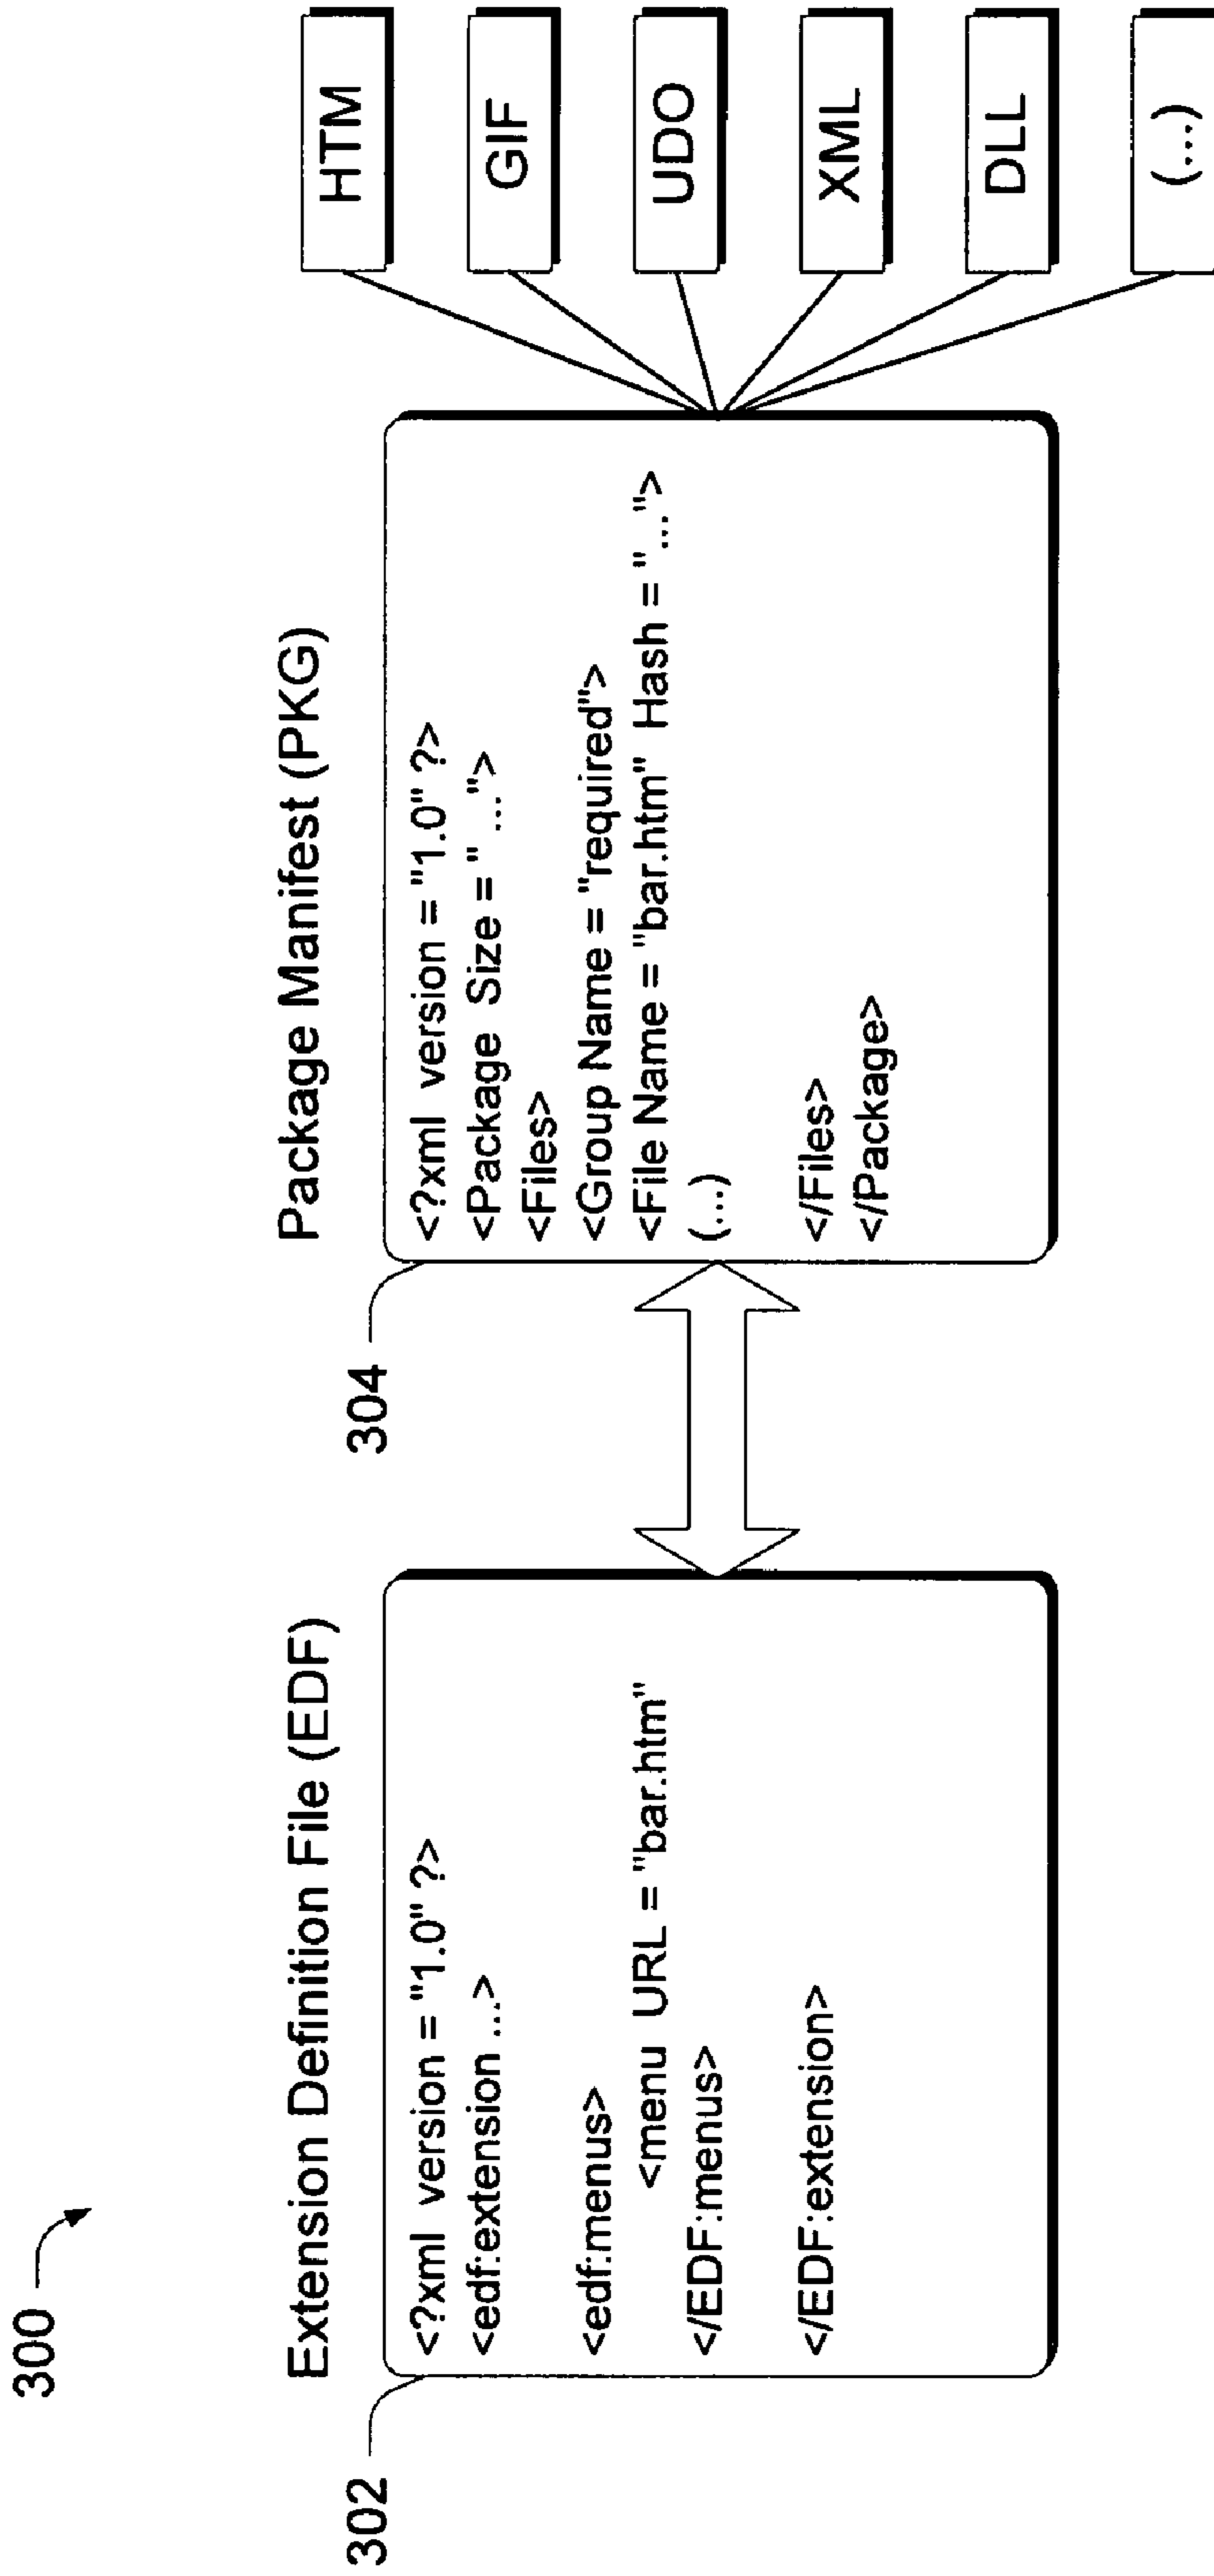 300
Extension Definition File (EDF)
302
<?xml version = "1.0" ?>
<edf:extension ...>
<edf:menus>
<menu URL = "bar.htm"
</EDF:menus>
</EDF:extension>
Package Manifest (PKG)
304
<?xml version = "1.0" ?>
<Package Size = " ...">
<Files>
<Group Name = "required">
<File Name = "bar.htm" Hash = " ...">
(...)
</Files>
</Package>
HTM
GIF
UDO
XML
DLL
(...)